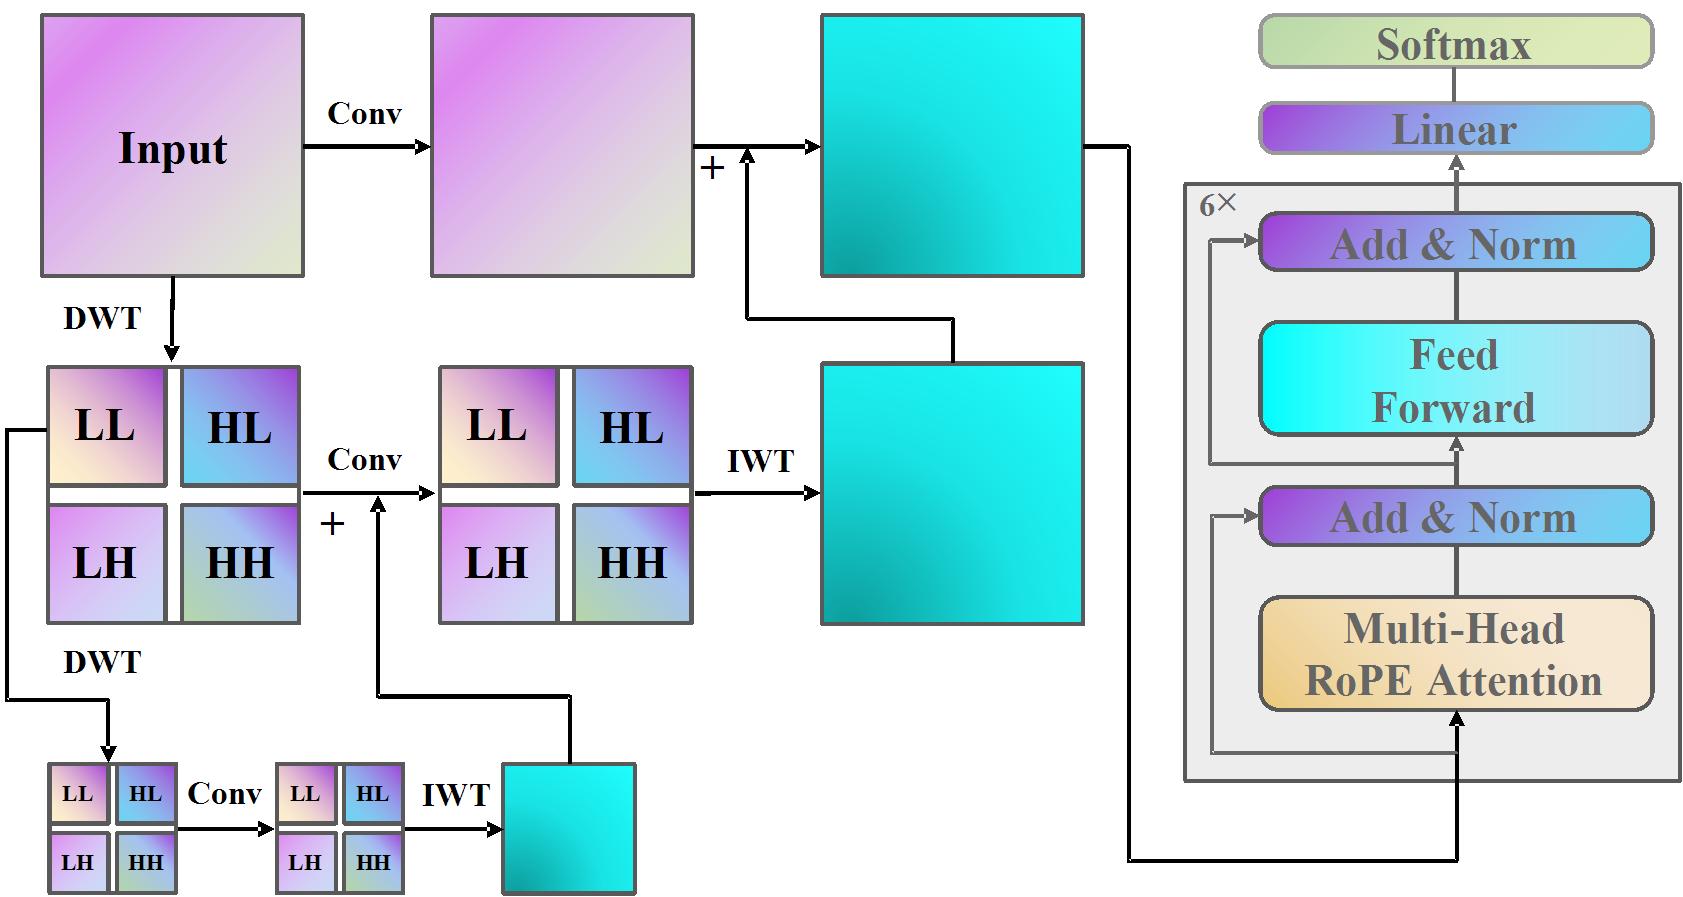 Input
Conv
+
DWT
LL
HL
LH
HH
Conv
+
LL
HL
LH
HH
IWT
DWT
LL
HL
LH
HH
Conv
LL
HL
LH
HH
IWT
Softmax
Linear
6×
Add & Norm
Feed
Forward
Add & Norm
Multi-Head
RoPE Attention